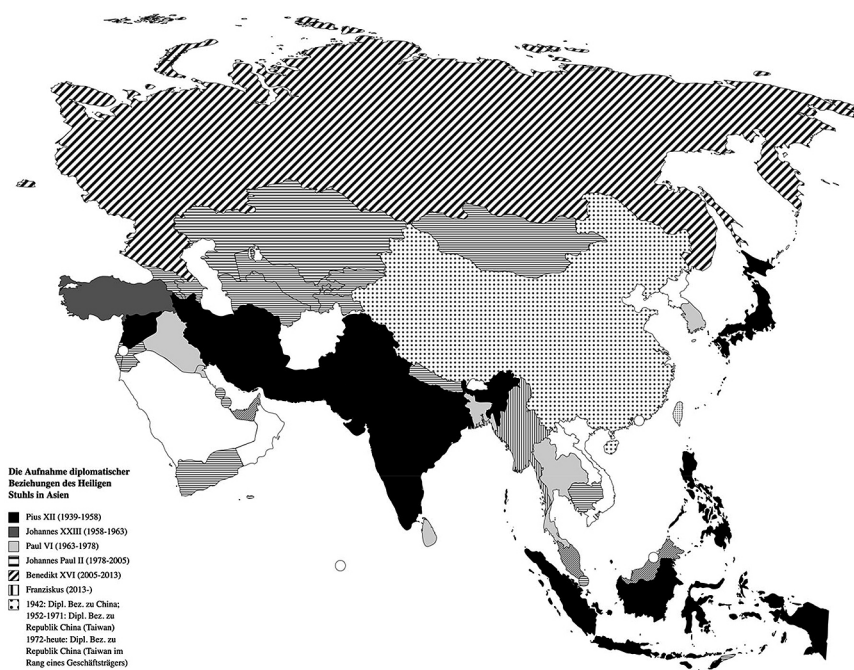 Die Aufnahme diplomatischer
Beziehungen des Heiligen
Stuhls in Asien
Pius XII (1939-1958)
Johannes XXIII (1958-1963)
Paul VI (1963-1978)
Johannes Paul II (1978-2005)
Benedikt XVI (2005-2013)
Franziskus (2013-)
1942: Dipl. Bez. zu China;
1952-1971: Dipl. Bez. zu
Republik China (Taiwan)
1972-heute: Dipl. Bez. zu
Republik China (Taiwan im
Rang eines Geschäftsträgers)